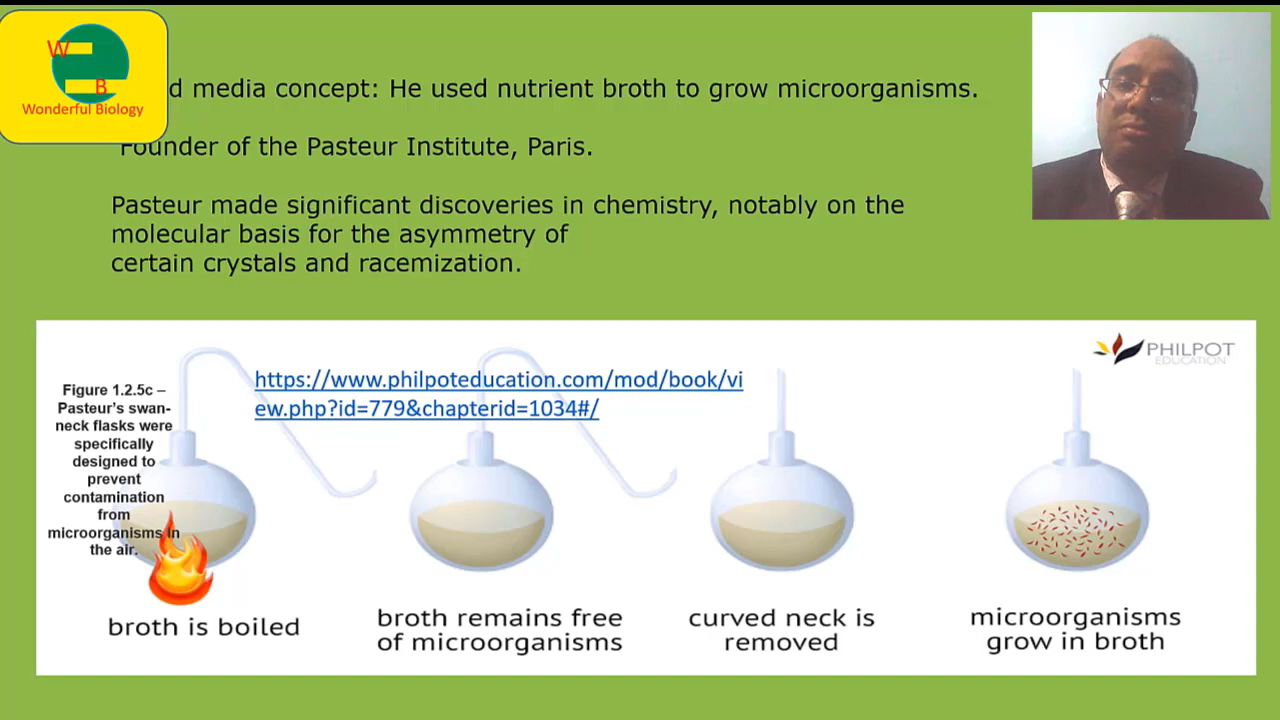 W
B
Wonderful Biology
d media concept: He used nutrient broth to grow microorganisms.
Founder of the Pasteur Institute, Paris.
Pasteur made significant discoveries in chemistry, notably on the
molecular basis for the asymmetry of
certain crystals and racemization.
PHILPOT
EDUCATION
https://www.philpoteducation.com/mod/book/vi
ew.php?id=779&chapterid=1034#/
Figure 1.2.5c –
Pasteur's swan-
neck flasks were
specifically
designed to
prevent
contamination
from
microorganisms in
the air.
broth is boiled
broth remains free
of microorganisms
curved neck is
removed
microorganisms
grow in broth